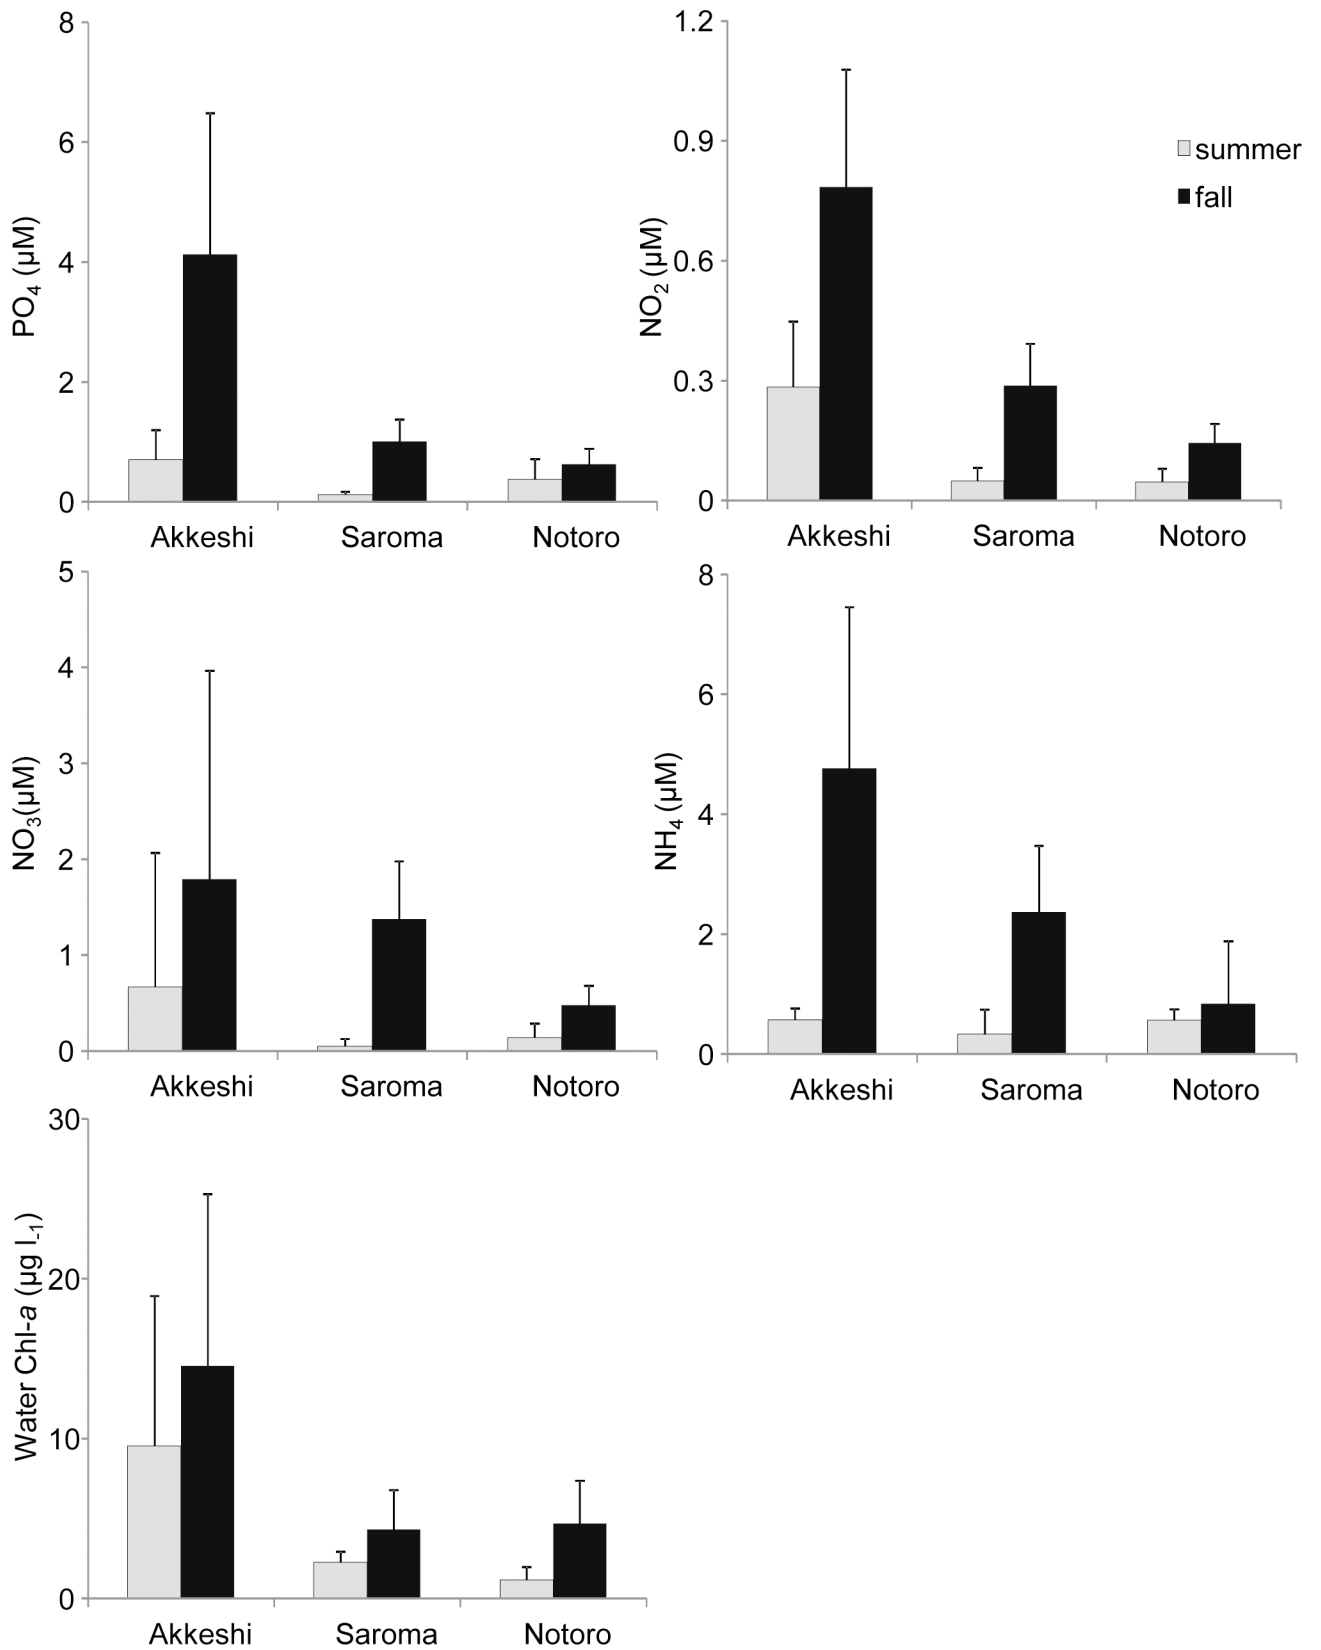 8
6
4
2
0
PO₄ (µM)
Akkeshi Saroma Notoro
1.2
0.9
0.6
0.3
0
NO₂ (µM)
summer
fall
Akkeshi Saroma Notoro
5
4
3
2
1
0
NO₃(µM)
Akkeshi Saroma Notoro
8
6
4
2
0
NH₄ (µM)
Akkeshi Saroma Notoro
30
20
10
0
Water Chl-a (µg l₋₁)
Akkeshi Saroma Notoro